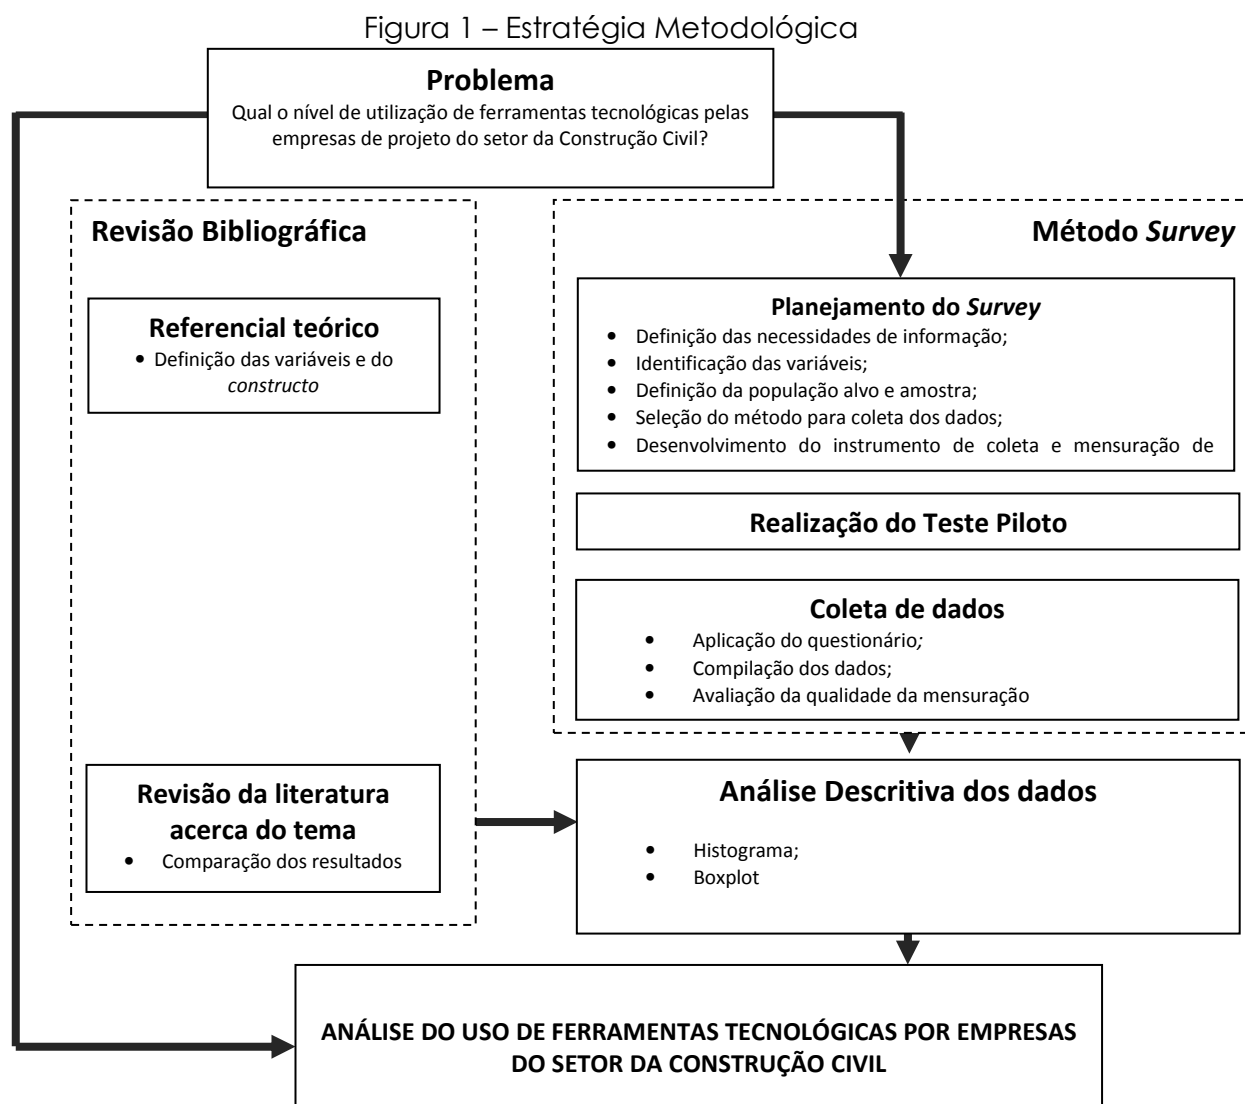 Figura 1 – Estratégia Metodológica
Problema
Qual o nível de utilização de ferramentas tecnológicas pelas
empresas de projeto do setor da Construção Civil?
Revisão Bibliográfica
Referencial teórico
• Definição das variáveis e do
constructo
Revisão da literatura
acerca do tema
• Comparação dos resultados
Método Survey
Planejamento do Survey
• Definição das necessidades de informação;
• Identificação das variáveis;
• Definição da população alvo e amostra;
• Seleção do método para coleta dos dados;
• Desenvolvimento do instrumento de coleta e mensuração de
Realização do Teste Piloto
Coleta de dados
• Aplicação do questionário;
• Compilação dos dados;
• Avaliação da qualidade da mensuração
Análise Descritiva dos dados
• Histograma;
• Boxplot
ANÁLISE DO USO DE FERRAMENTAS TECNOLÓGICAS POR EMPRESAS
DO SETOR DA CONSTRUÇÃO CIVIL